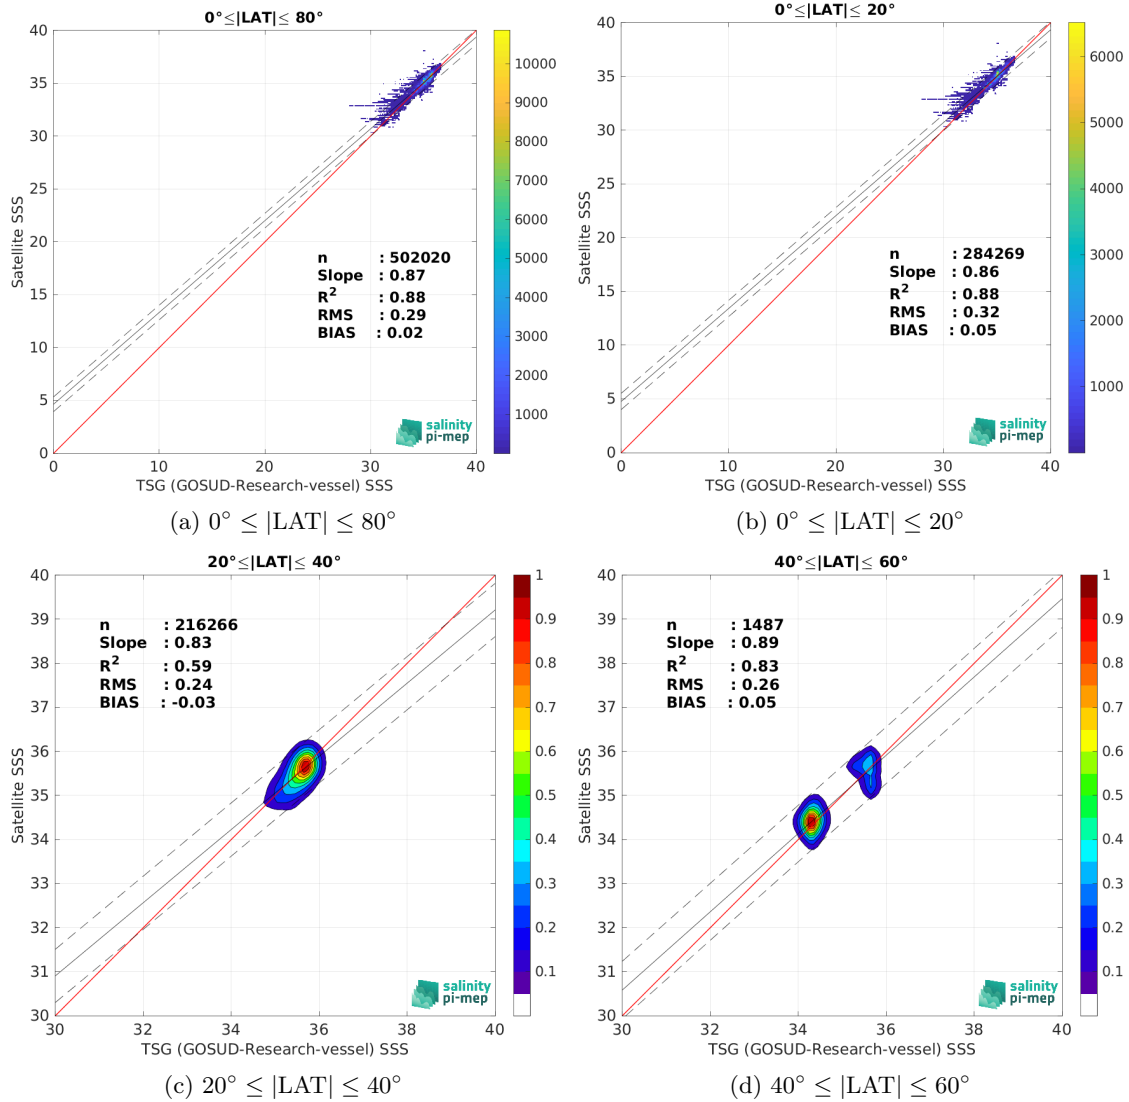 0°≤|LAT|≤ 80°
40
35
30
25
20
15
10
5
0
Satellite SSS
n : 502020
Slope : 0.87
R² : 0.88
RMS : 0.29
BIAS : 0.02
salinity
pi-mep
0 10 20 30 40
TSG (GOSUD-Research-vessel) SSS
10000
9000
8000
7000
6000
5000
4000
3000
2000
1000
(a) 0° ≤ |LAT| ≤ 80°
0°≤|LAT|≤ 20°
40
35
30
25
20
15
10
5
0
Satellite SSS
n : 284269
Slope : 0.86
R² : 0.88
RMS : 0.32
BIAS : 0.05
salinity
pi-mep
0 10 20 30 40
TSG (GOSUD-Research-vessel) SSS
6000
5000
4000
3000
2000
1000
(b) 0° ≤ |LAT| ≤ 20°
20°≤|LAT|≤ 40°
40
39
38
37
36
35
34
33
32
31
30
Satellite SSS
n : 216266
Slope : 0.83
R² : 0.59
RMS : 0.24
BIAS : -0.03
salinity
pi-mep
30 32 34 36 38 40
TSG (GOSUD-Research-vessel) SSS
1
0.9
0.8
0.7
0.6
0.5
0.4
0.3
0.2
0.1
(c) 20° ≤ |LAT| ≤ 40°
40°≤|LAT|≤ 60°
40
39
38
37
36
35
34
33
32
31
30
Satellite SSS
n : 1487
Slope : 0.89
R² : 0.83
RMS : 0.26
BIAS : 0.05
salinity
pi-mep
30 32 34 36 38 40
TSG (GOSUD-Research-vessel) SSS
1
0.9
0.8
0.7
0.6
0.5
0.4
0.3
0.2
0.1
(d) 40° ≤ |LAT| ≤ 60°